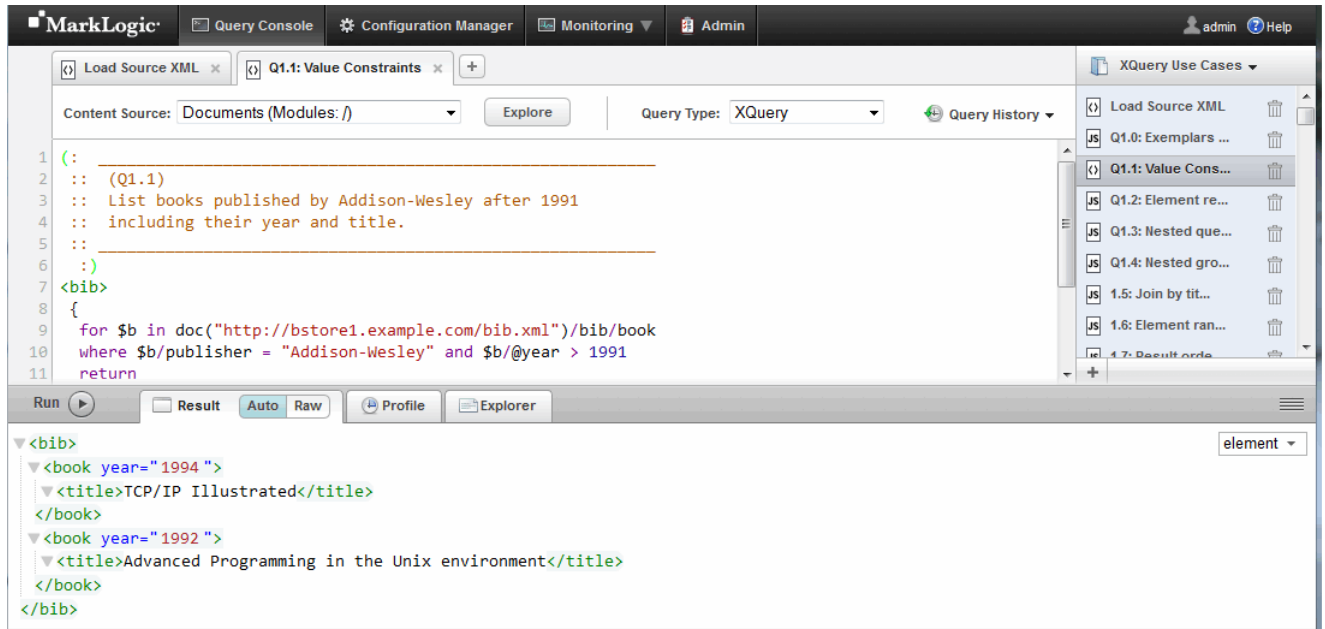 MarkLogic Query Console Configuration Manager Monitoring Admin admin Help
Load Source XML × Q1.1: Value Constraints × + XQuery Use Cases
Content Source: Documents (Modules: /) Explore Query Type: XQuery Query History
Load Source XML
Q1.0: Exemplars ...
Q1.1: Value Cons...
Q1.2: Element re...
Q1.3: Nested que...
Q1.4: Nested gro...
1.5: Join by tit...
1.6: Element ran...
1.7: Result orde...
+
1 (: __________________________________________________________
2 :: (Q1.1)
3 :: List books published by Addison-Wesley after 1991
4 :: including their year and title.
5 :: __________________________________________________________
6 :)
7 <bib>
8 {
9 for $b in doc("http://bstore1.example.com/bib.xml")/bib/book
10 where $b/publisher = "Addison-Wesley" and $b/@year > 1991
11 return
Run Result Auto Raw Profile Explorer
element
<bib>
<book year="1994">
<title>TCP/IP Illustrated</title>
</book>
<book year="1992">
<title>Advanced Programming in the Unix environment</title>
</book>
</bib>